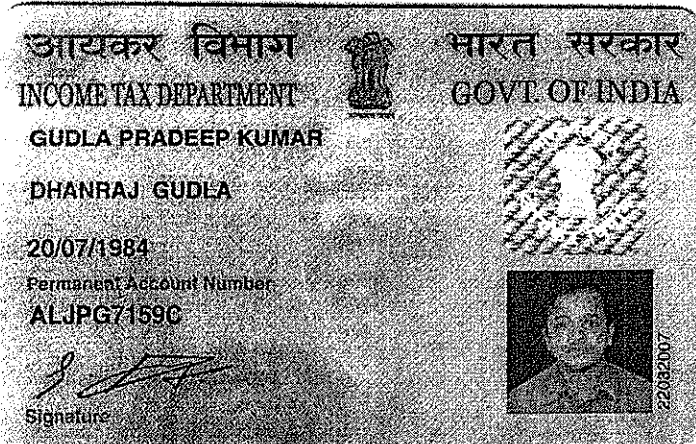 आयकर विभाग
INCOME TAX DEPARTMENT
भारत सरकार
GOVT. OF INDIA
GUDLA PRADEEP KUMAR
DHANRAJ GUDLA
20/07/1984
Permanent Account Number
ALJPG7159C
Signature
22032007